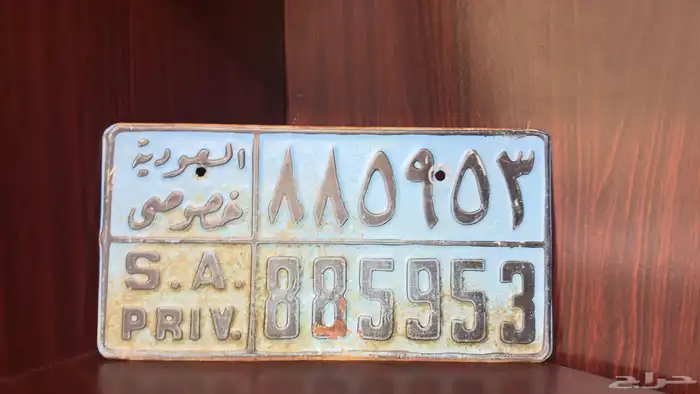 السعودية
خصوصي
٨٨٥٩٥٣
S.A.
PRIV.
885953
حراج